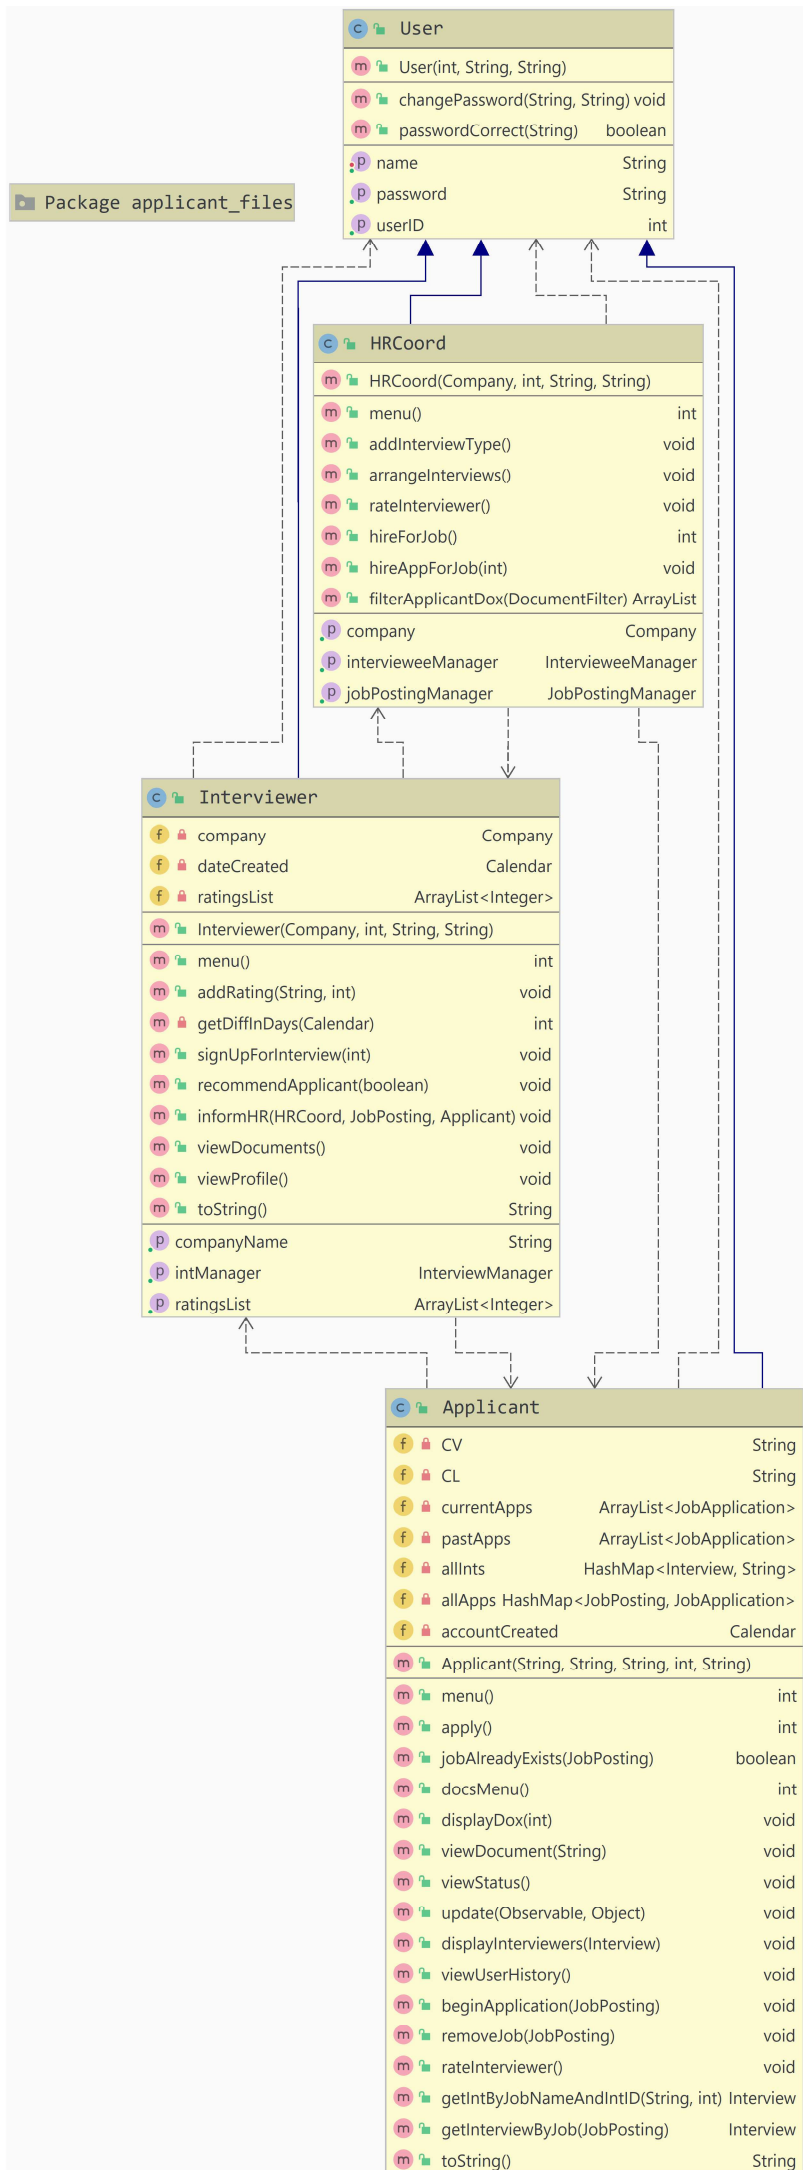 User
User(int, String, String)
changePassword(String, String) void
passwordCorrect(String) boolean
name String
password String
userID int
Package applicant_files
HRCoord
HRCoord(Company, int, String, String)
menu() int
addInterviewType() void
arrangeInterviews() void
rateInterviewer() void
hireForJob() int
hireAppForJob(int) void
filterApplicantDox(DocumentFilter) ArrayList
company Company
intervieweeManager IntervieweeManager
jobPostingManager JobPostingManager
Interviewer
company Company
dateCreated Calendar
ratingsList ArrayList<Integer>
Interviewer(Company, int, String, String)
menu() int
addRating(String, int) void
getDiffInDays(Calendar) int
signUpForInterview(int) void
recommendApplicant(boolean) void
informHR(HRCoord, JobPosting, Applicant) void
viewDocuments() void
viewProfile() void
toString() String
companyName String
intManager InterviewManager
ratingsList ArrayList<Integer>
Applicant
CV String
CL String
currentApps ArrayList<JobApplication>
pastApps ArrayList<JobApplication>
allInts HashMap<Interview, String>
allApps HashMap<JobPosting, JobApplication>
accountCreated Calendar
Applicant(String, String, String, int, String)
menu() int
apply() int
jobAlreadyExists(JobPosting) boolean
docsMenu() int
displayDox(int) void
viewDocument(String) void
viewStatus() void
update(Observable, Object) void
displayInterviewers(Interview) void
viewUserHistory() void
beginApplication(JobPosting) void
removeJob(JobPosting) void
rateInterviewer() void
getIntByJobNameAndIntID(String, int) Interview
getInterviewByJob(JobPosting) Interview
toString() String